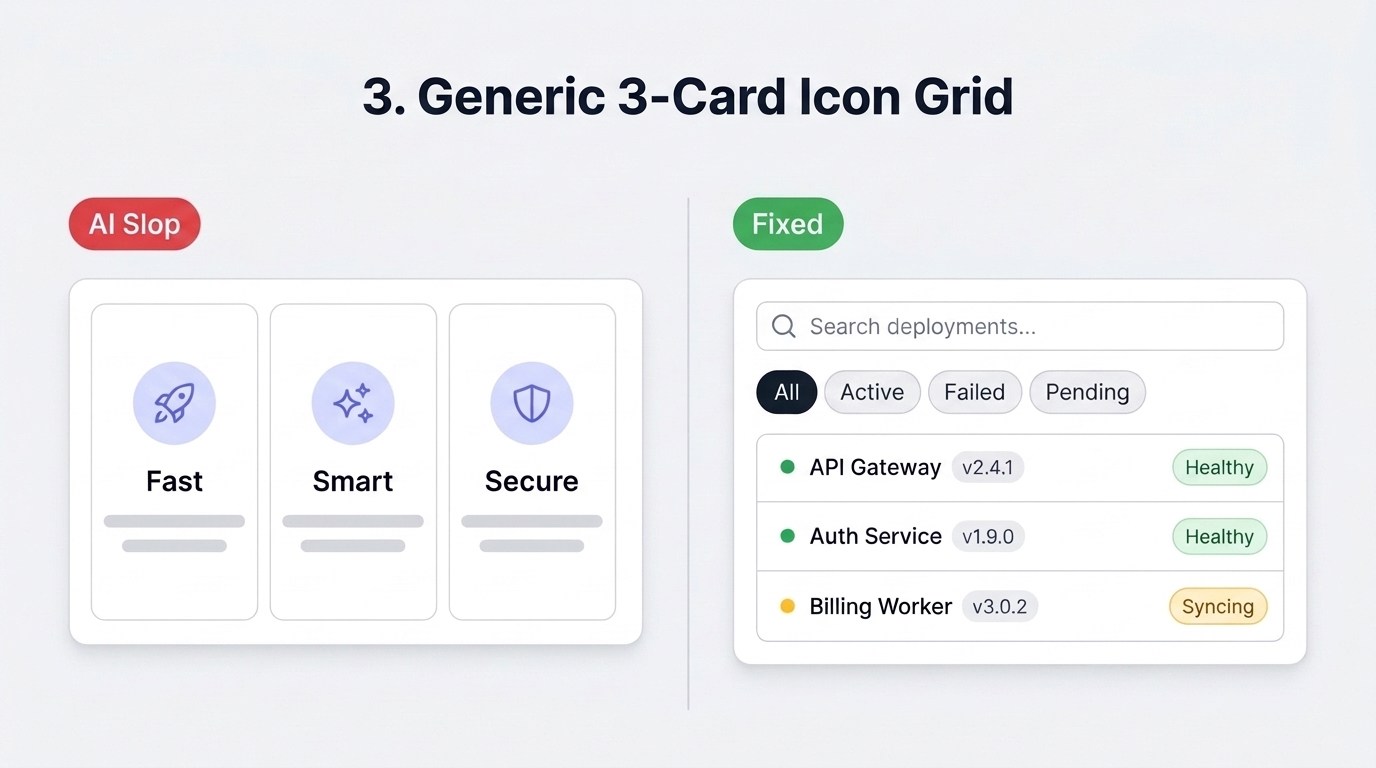 3. Generic 3-Card Icon Grid
AI Slop
Fast
Smart
Secure
Fixed
Search deployments...
All Active Failed Pending
API Gateway v2.4.1 Healthy
Auth Service v1.9.0 Healthy
Billing Worker v3.0.2 Syncing